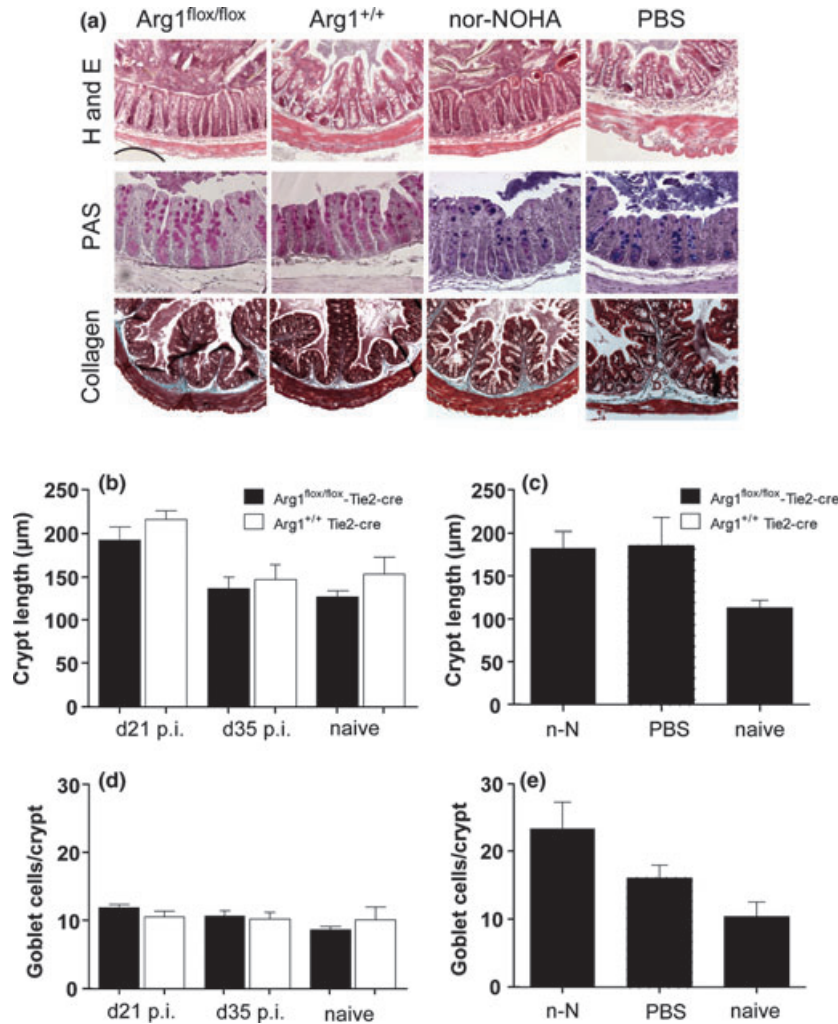 (a)
Arg1flox/flox Arg1+/+ nor-NOHA PBS
H and E
PAS
Collagen
(b)
250
200
150
100
50
0
Crypt length (µm)
Arg1flox/flox-Tie2-cre
Arg1+/+ Tie2-cre
d21 p.i. d35 p.i. naive
(c)
250
200
150
100
50
0
Crypt length (µm)
Arg1flox/flox-Tie2-cre
Arg1+/+ Tie2-cre
n-N PBS naive
(d)
30
20
10
0
Goblet cells/crypt
d21 p.i. d35 p.i. naive
(e)
30
20
10
0
Goblet cells/crypt
n-N PBS naive